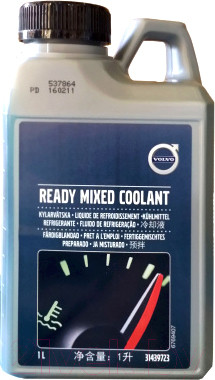 537064
PD 160211
VOLVO
READY MIXED COOLANT
KYLARVÄTSKA • LIQUIDE DE REFROIDISSEMENT • KÜHLMITTEL
REFRIGERANTE • FLUIDO DE REFRIGERAÇÃO • 冷却液
FÄRDIGBLANDAD • PRET À L'EMPLOI • FERTIGGEMISCHTES
PREPARADO • JÁ MISTURADO • 预拌
1 L
净含量: 1升
31439723